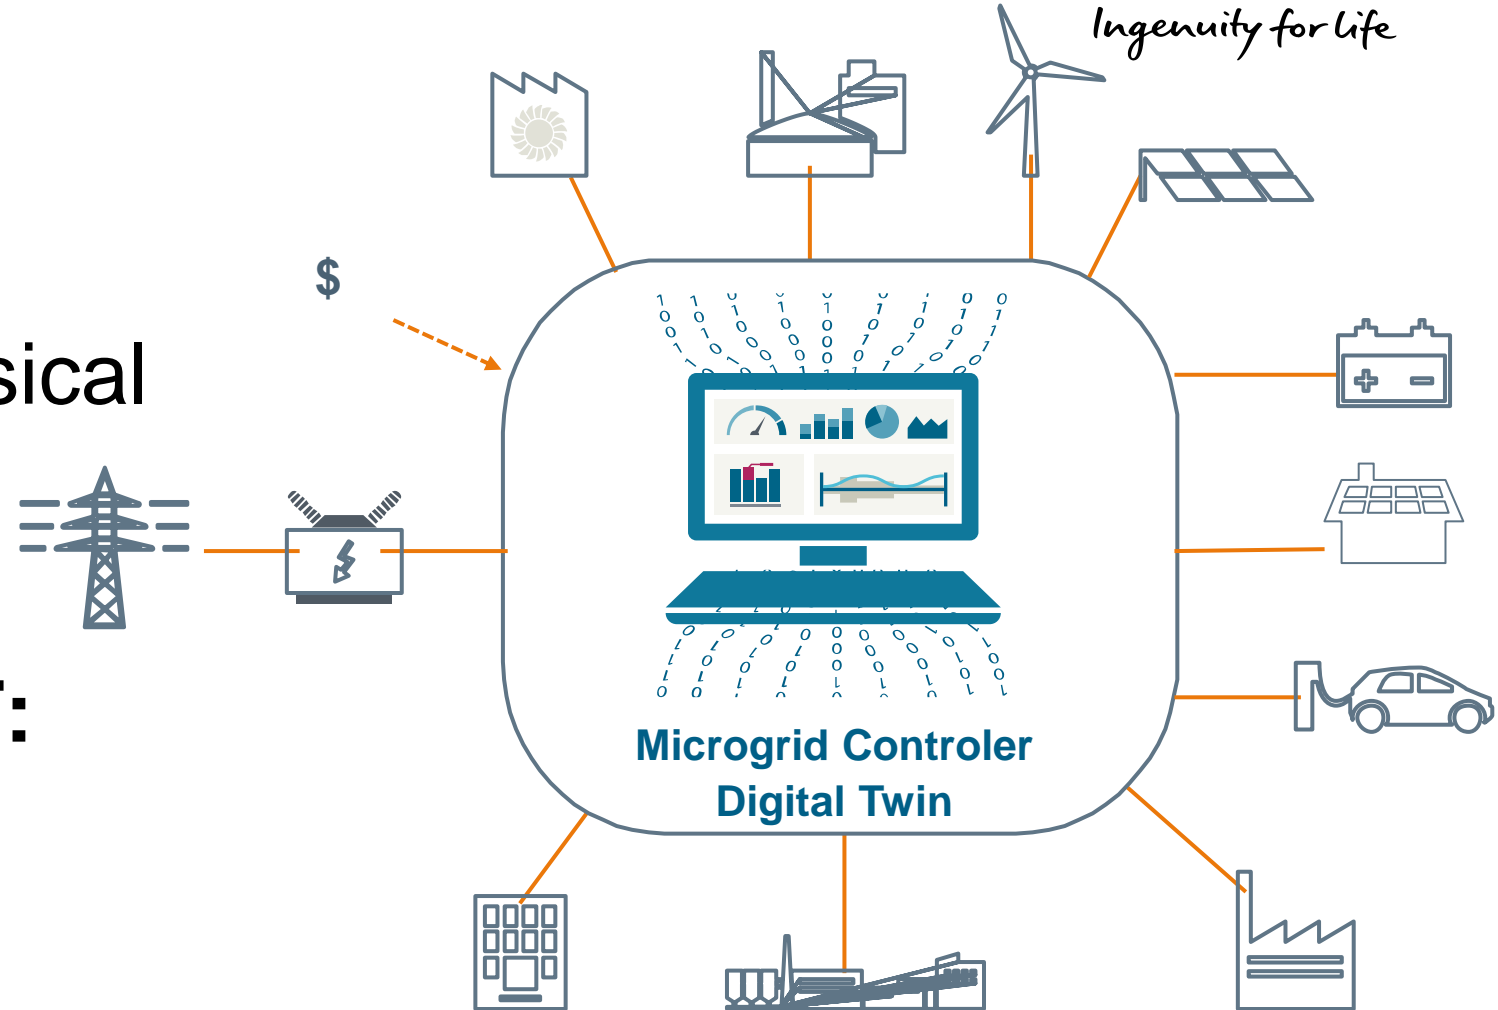 Ingenuity for life
$
sical
:
Microgrid Controler
Digital Twin